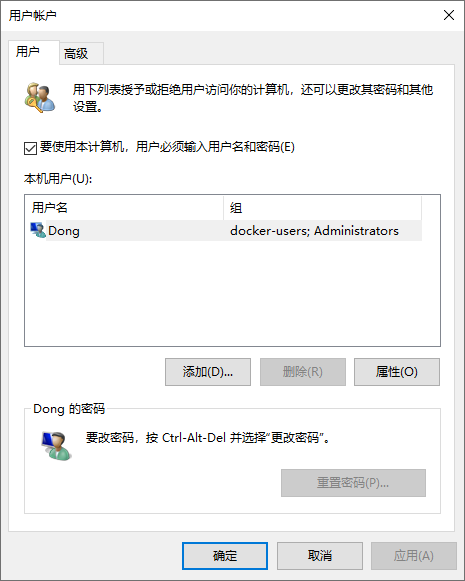 用户帐户
用户
高级
用下列表授予或拒绝用户访问你的计算机，还可以更改其密码和其他
设置。
要使用本计算机，用户必须输入用户名和密码(E)
本机用户(U):
用户名 组
Dong docker-users; Administrators
添加(D)... 删除(R) 属性(O)
Dong 的密码
要改密码，按 Ctrl-Alt-Del 并选择"更改密码"。
重置密码(P)...
确定 取消 应用(A)